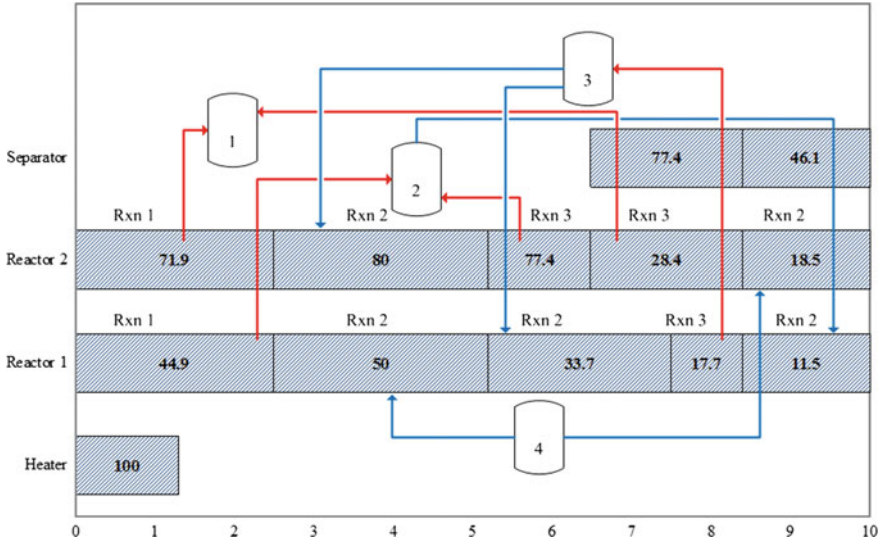 3
1
Separator 77.4 46.1
2
Rxn 1 Rxn 2 Rxn 3 Rxn 3 Rxn 2
Reactor 2 71.9 80 77.4 28.4 18.5
Rxn 1 Rxn 2 Rxn 2 Rxn 3 Rxn 2
Reactor 1 44.9 50 33.7 17.7 11.5
4
Heater 100
0 1 2 3 4 5 6 7 8 9 10